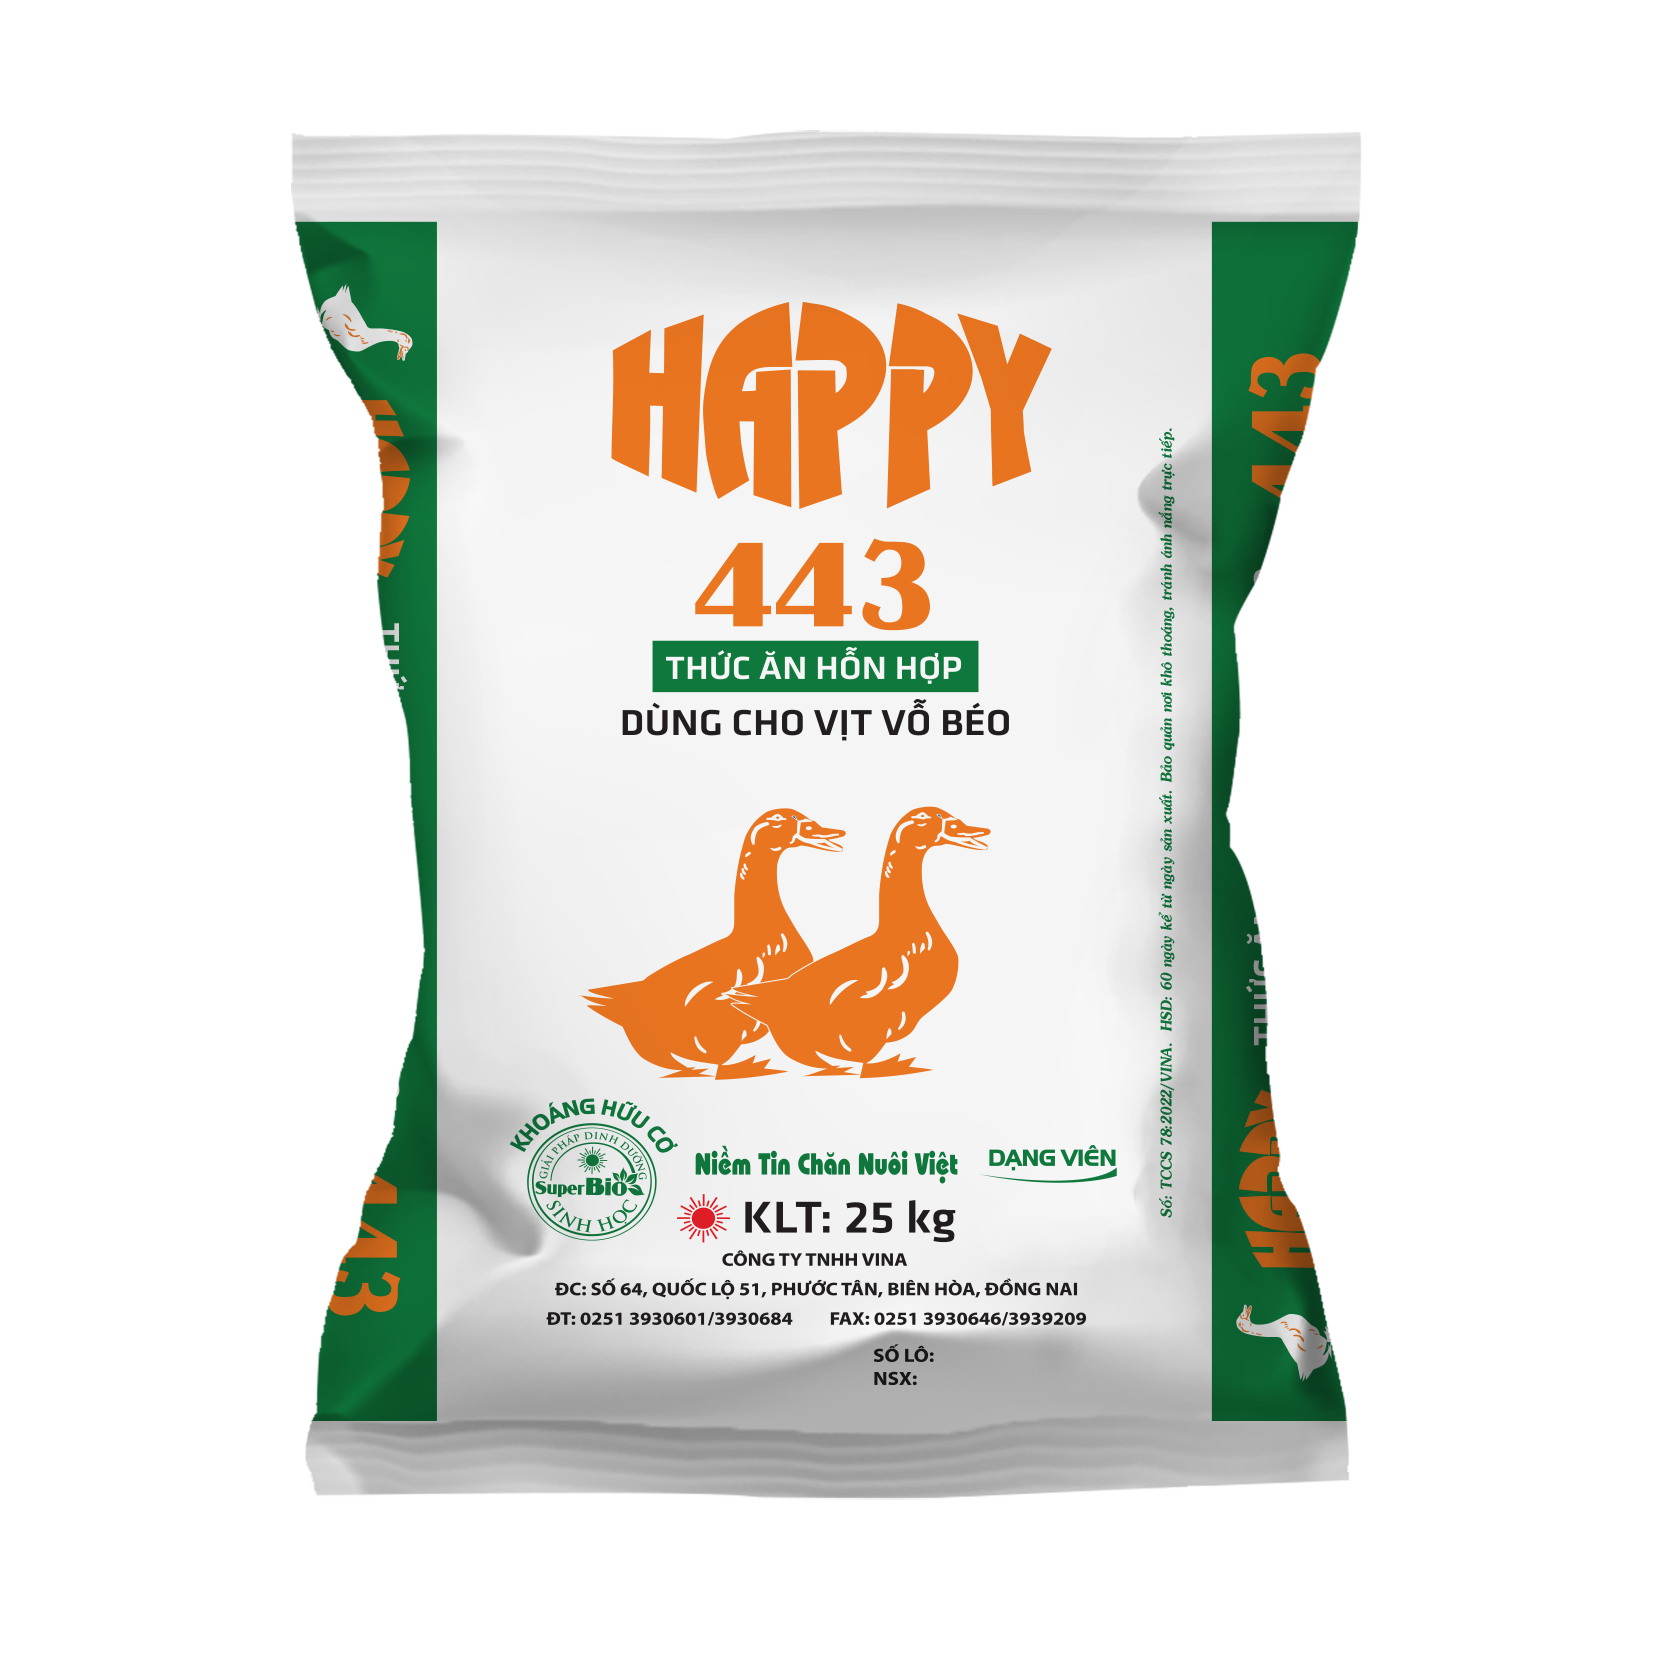 HAPPY
443
THỨC ĂN HỖN HỢP
DÙNG CHO VỊT VỖ BÉO
KHOÁNG HỮU CƠ
GIẢI PHÁP DINH DƯỠNG
SuperBio
SINH HỌC
Niềm Tin Chăn Nuôi Việt
DẠNG VIÊN
KLT: 25 kg
CÔNG TY TNHH VINA
ĐC: SỐ 64, QUỐC LỘ 51, PHƯỚC TÂN, BIÊN HÒA, ĐỒNG NAI
ĐT: 0251 3930601/3930684 FAX: 0251 3930646/3939209
SỐ LÔ:
NSX:
Số: TCCS 78:2022/VINA. HSD: 60 ngày kể từ ngày sản xuất. Bảo quản nơi khô thoáng, tránh ánh nắng trực tiếp.
443
HAPPY
443